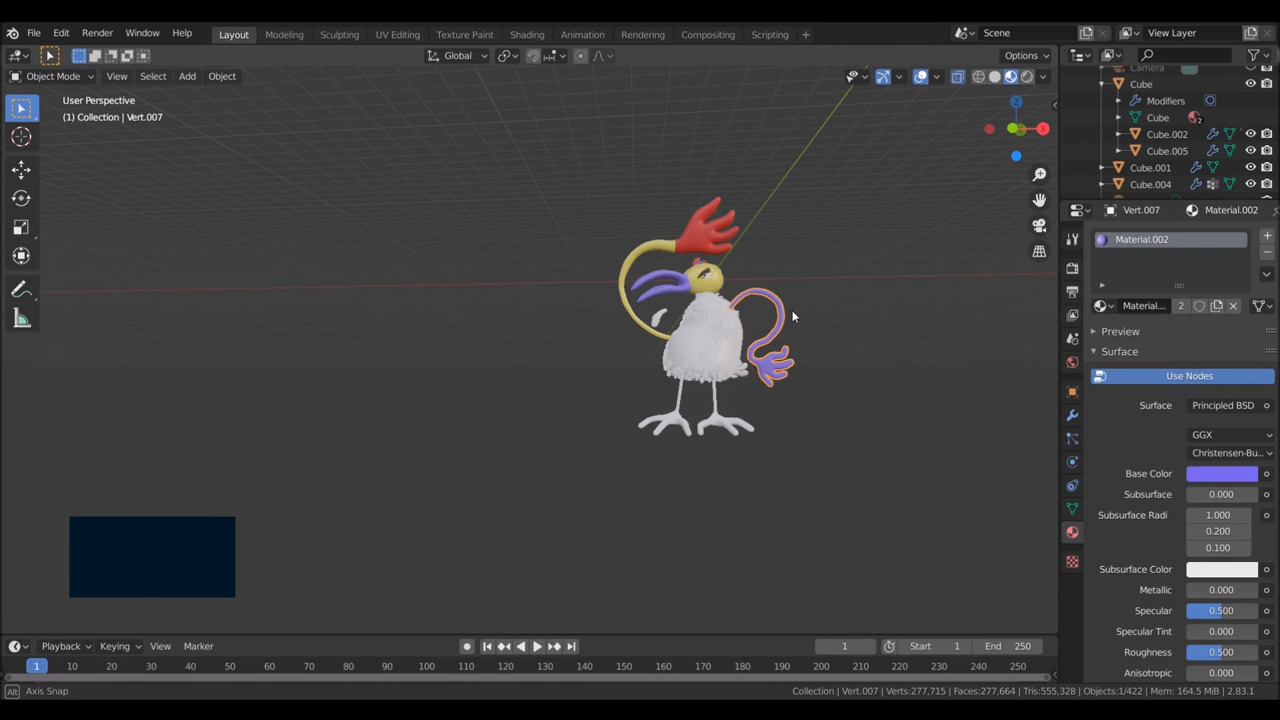 File Edit Render Window Help Layout Modeling Sculpting UV Editing Texture Paint Shading Animation Rendering Compositing Scripting + Scene View Layer
Global Options
Object Mode View Select Add Object
User Perspective
(1) Collection | Vert.007
Z
X
Camera
Cube
Modifiers
Cube 2
Cube.002
Cube.005
Cube.001
Cube.004
Vert.007 Material.002
Material.002
Material... 2
Preview
Surface
Use Nodes
Surface Principled BSD
GGX
Christensen-Bu...
Base Color
Subsurface 0.000
Subsurface Radi 1.000
0.200
0.100
Subsurface Color
Metallic 0.000
Specular 0.500
Specular Tint 0.000
Roughness 0.500
Anisotropic 0.000
Playback Keying View Marker 1 Start 1 End 250
1 10 20 30 40 50 60 70 80 90 100 110 120 130 140 150 160 170 180 190 200 210 220 230 240 250
Alt Axis Snap Collection | Vert.007 | Verts:277,715 | Faces:277,664 | Tris:555,328 | Objects:1/422 | Mem: 164.5 MiB | 2.83.1